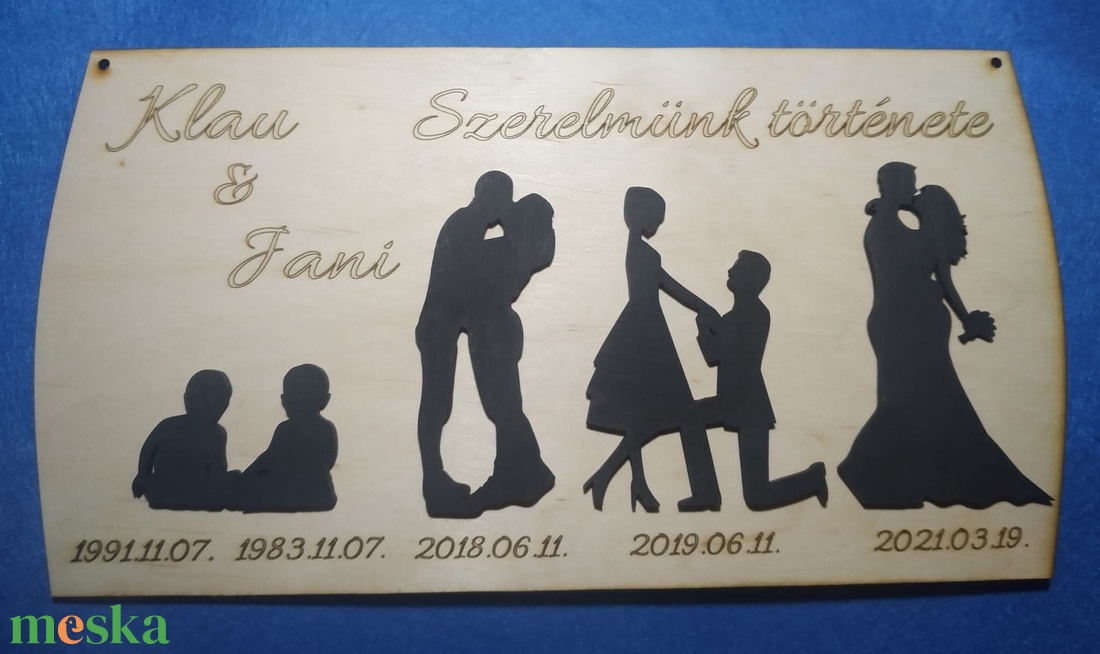 Klau
&
Jani
Szerelmünk története
1991.11.07. 1983.11.07. 2018.06.11. 2019.06.11. 2021.03.19.
meska